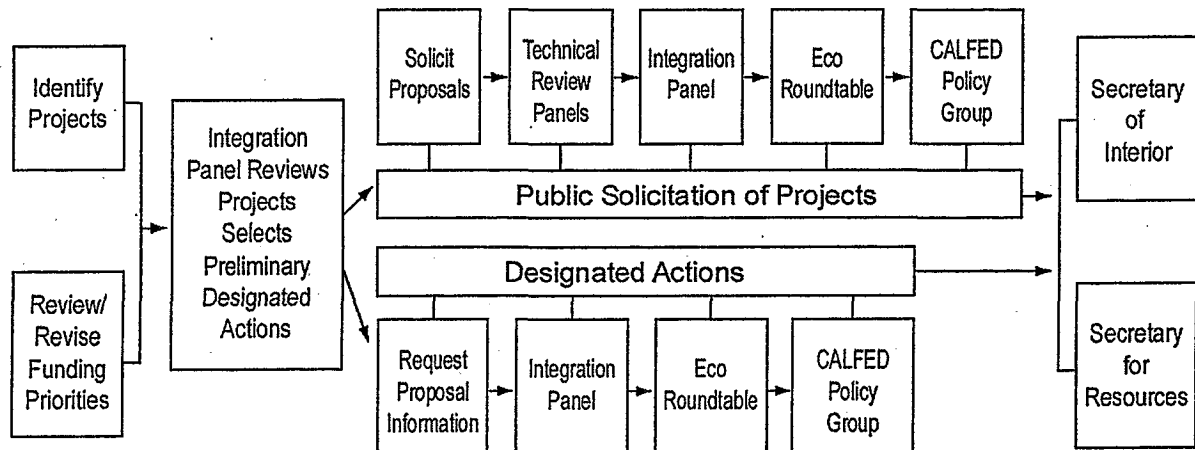 Identify
Projects
Review/
Revise
Funding
Priorities
Integration
Panel Reviews
Projects
Selects
Preliminary
Designated
Actions
Solicit
Proposals
Technical
Review
Panels
Integration
Panel
Eco
Roundtable
CALFED
Policy
Group
Public Solicitation of Projects
Designated Actions
Request
Proposal
Information
Integration
Panel
Eco
Roundtable
CALFED
Policy
Group
Secretary
of
Interior
Secretary
for
Resources